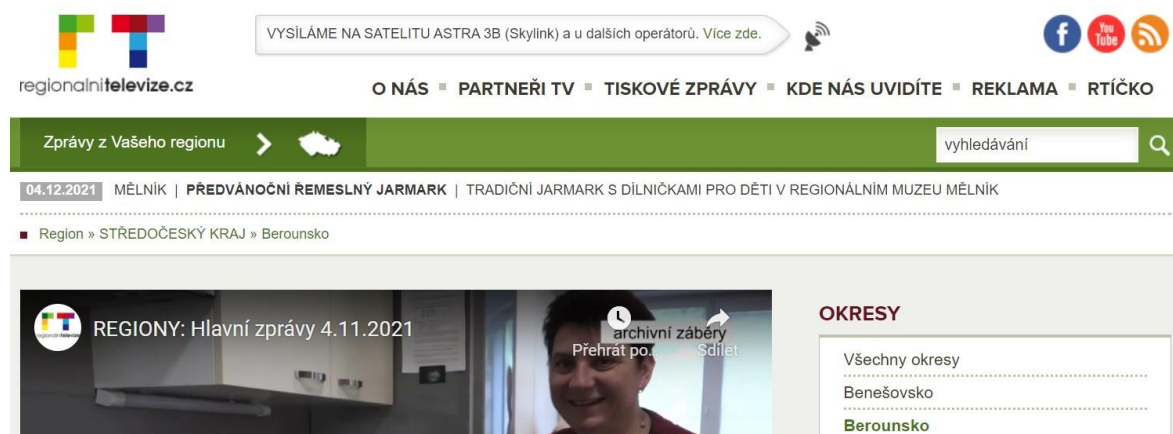 VYSÍLÁME NA SATELITU ASTRA 3B (Skylink) a u dalších operátorů. Více zde.
You
Tube
regionalnitelevize.cz
O NÁS PARTNEŘI TV TISKOVÉ ZPRÁVY KDE NÁS UVIDÍTE REKLAMA RTÍČKO
Zprávy z Vašeho regionu
vyhledávání
04.12.2021 MĚLNÍK | PŘEDVÁNOČNÍ ŘEMESLNÝ JARMARK | TRADIČNÍ JARMARK S DÍLNIČKAMI PRO DĚTI V REGIONÁLNÍM MUZEU MĚLNÍK
Region » STŘEDOČESKÝ KRAJ » Berounsko
REGIONY: Hlavní zprávy 4.11.2021
archivní záběry
Přehrát po... Sdílet
OKRESY
Všechny okresy
Benešovsko
Berounsko